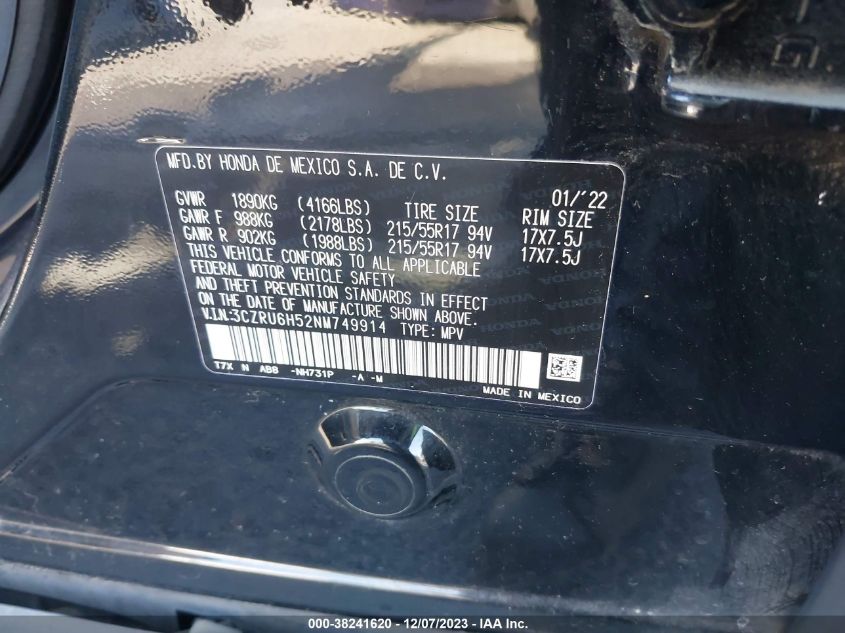 MFD.BY HONDA DE MEXICO S.A. DE C.V.
01/'22
GVWR 1890KG (4166LBS) TIRE SIZE RIM SIZE
GAWR F 988KG (2178LBS) 215/55R17 94V 17X7.5J
GAWR R 902KG (1988LBS) 215/55R17 94V 17X7.5J
THIS VEHICLE CONFORMS TO ALL APPLICABLE
FEDERAL MOTOR VEHICLE SAFETY
AND THEFT PREVENTION STANDARDS IN EFFECT
ON THE DATE OF MANUFACTURE SHOWN ABOVE.
V.I.N.:3CZRU6H52NM749914 TYPE: MPV
T7X N ABB -NH731P -A -M
MADE IN MEXICO
000-38241620 - 12/07/2023 - IAA Inc.